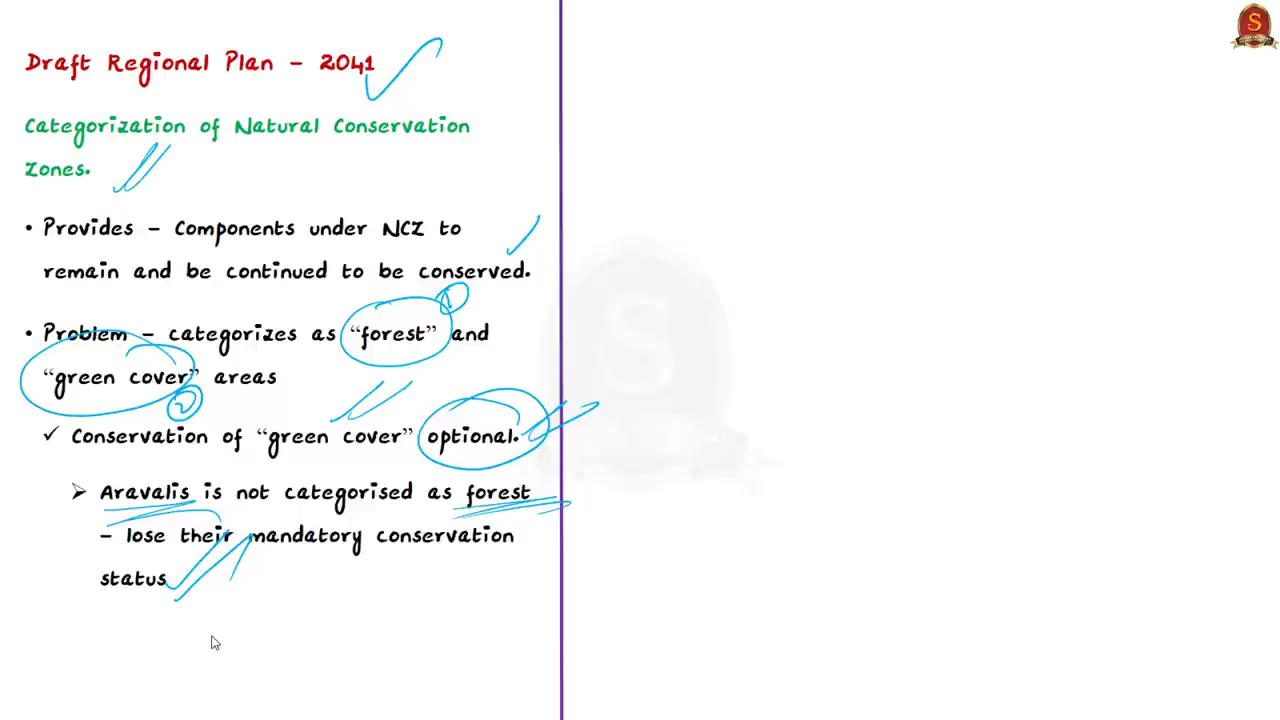 Draft Regional Plan - 2041
Categorization of Natural Conservation
Zones.
• Provides - Components under NCZ to
remain and be continued to be conserved.
• Problem - categorizes as "forest" and
"green cover" areas
✓ Conservation of "green cover" optional.
➤ Aravalis is not categorised as forest
- lose their mandatory conservation
status
1
2
S
S